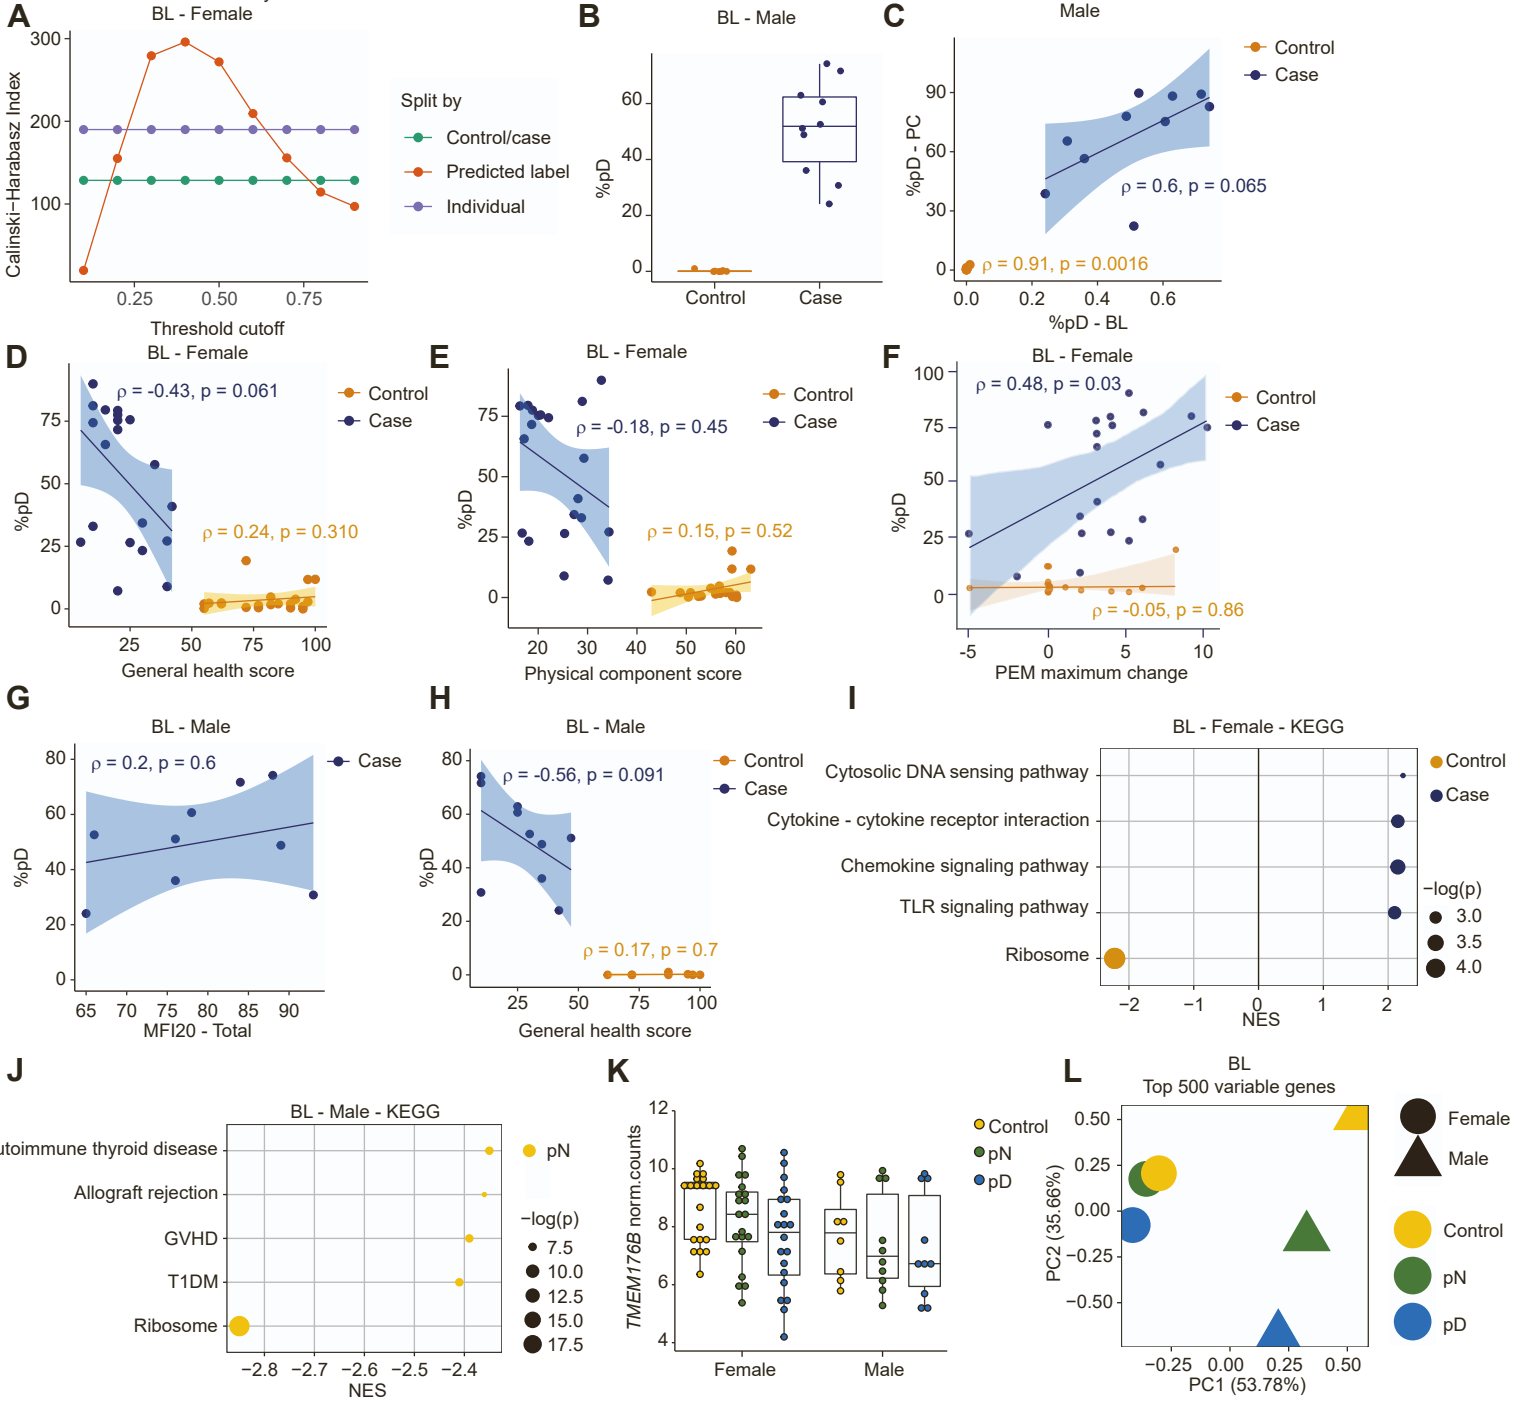 A
BL - Female
Calinski−Harabasz Index
300
200
100
0.25
0.50
0.75
Threshold cutoff
Split by
Control/case
Predicted label
Individual
B
BL - Male
%pD
60
40
20
0
Control
Case
C
Male
%pD - PC
90
60
30
0
ρ = 0.6, p = 0.065
ρ = 0.91, p = 0.0016
0.0
0.2
0.4
0.6
%pD - BL
Control
Case
D
BL - Female
%pD
75
50
25
0
ρ = -0.43, p = 0.061
ρ = 0.24, p = 0.310
25
50
75
100
General health score
Control
Case
E
BL - Female
%pD
75
50
25
0
ρ = -0.18, p = 0.45
ρ = 0.15, p = 0.52
20
30
40
50
60
Physical component score
Control
Case
F
BL - Female
%pD
100
75
50
25
0
ρ = 0.48, p = 0.03
ρ = -0.05, p = 0.86
-5
0
5
10
PEM maximum change
Control
Case
G
BL - Male
%pD
80
60
40
20
0
ρ = 0.2, p = 0.6
65
70
75
80
85
90
MFI20 - Total
Case
H
BL - Male
%pD
80
60
40
20
0
ρ = -0.56, p = 0.091
ρ = 0.17, p = 0.7
25
50
75
100
General health score
Control
Case
I
BL - Female - KEGG
Cytosolic DNA sensing pathway
Cytokine - cytokine receptor interaction
Chemokine signaling pathway
TLR signaling pathway
Ribosome
−2
−1
0
1
2
NES
Control
Case
−log(p)
3.0
3.5
4.0
J
BL - Male - KEGG
utoimmune thyroid disease
Allograft rejection
GVHD
T1DM
Ribosome
−2.8
−2.7
−2.6
−2.5
−2.4
NES
pN
−log(p)
7.5
10.0
12.5
15.0
17.5
K
TMEM176B norm.counts
12
10
8
6
4
Female
Male
Control
pN
pD
L
BL
Top 500 variable genes
PC2 (35.66%)
0.50
0.25
0.00
−0.25
−0.50
−0.25
0.00
0.25
0.50
PC1 (53.78%)
Female
Male
Control
pN
pD